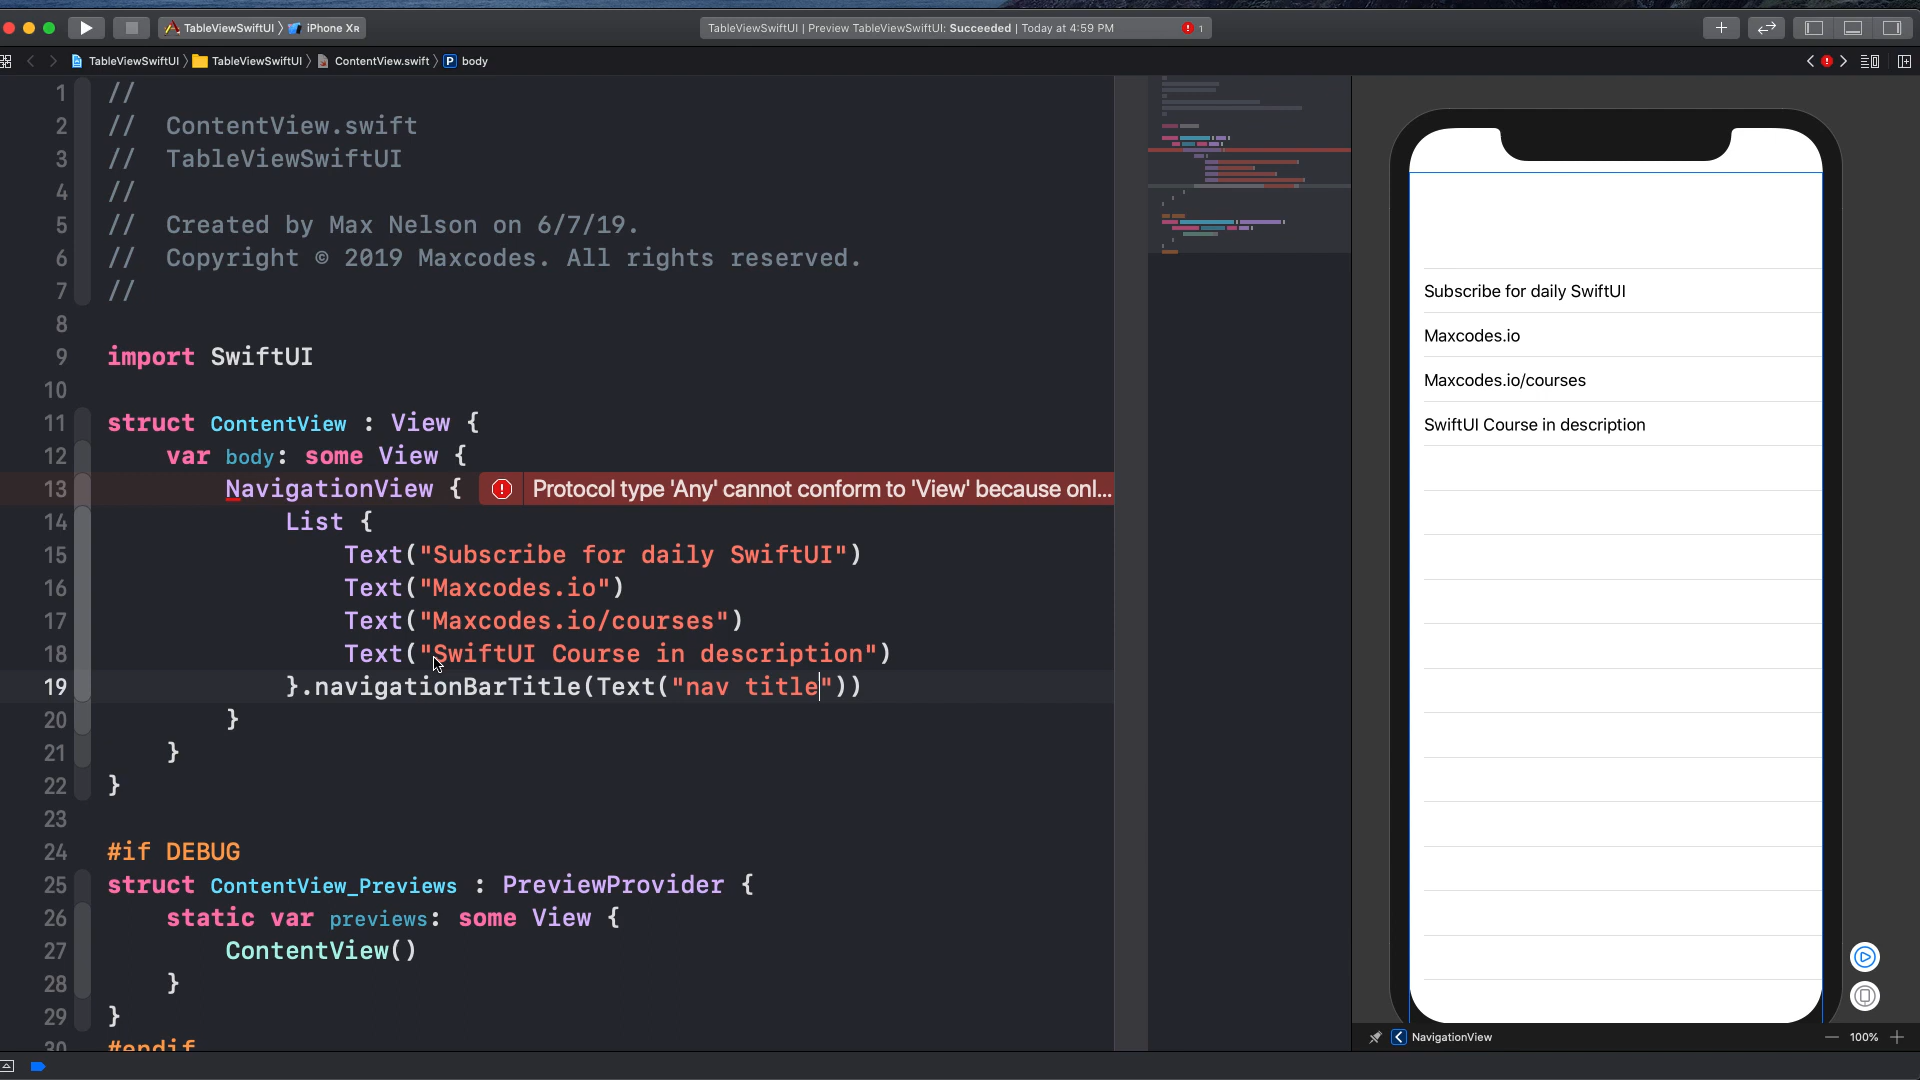 TableViewSwiftUI 〉 iPhone Xʀ
TableViewSwiftUI | Preview TableViewSwiftUI: Succeeded | Today at 4:59 PM
1
TableViewSwiftUI 〉 TableViewSwiftUI 〉 ContentView.swift 〉 P body
1 //
2 //  ContentView.swift
3 //  TableViewSwiftUI
4 //
5 //  Created by Max Nelson on 6/7/19.
6 //  Copyright © 2019 Maxcodes. All rights reserved.
7 //
8
9 import SwiftUI
10
11 struct ContentView : View {
12     var body: some View {
13         NavigationView { Protocol type 'Any' cannot conform to 'View' because onl...
14             List {
15                 Text("Subscribe for daily SwiftUI")
16                 Text("Maxcodes.io")
17                 Text("Maxcodes.io/courses")
18                 Text("SwiftUI Course in description")
19             }.navigationBarTitle(Text("nav title"))
20         }
21     }
22 }
23
24 #if DEBUG
25 struct ContentView_Previews : PreviewProvider {
26     static var previews: some View {
27         ContentView()
28     }
29 }
30 #endif
Subscribe for daily SwiftUI
Maxcodes.io
Maxcodes.io/courses
SwiftUI Course in description
NavigationView
100%